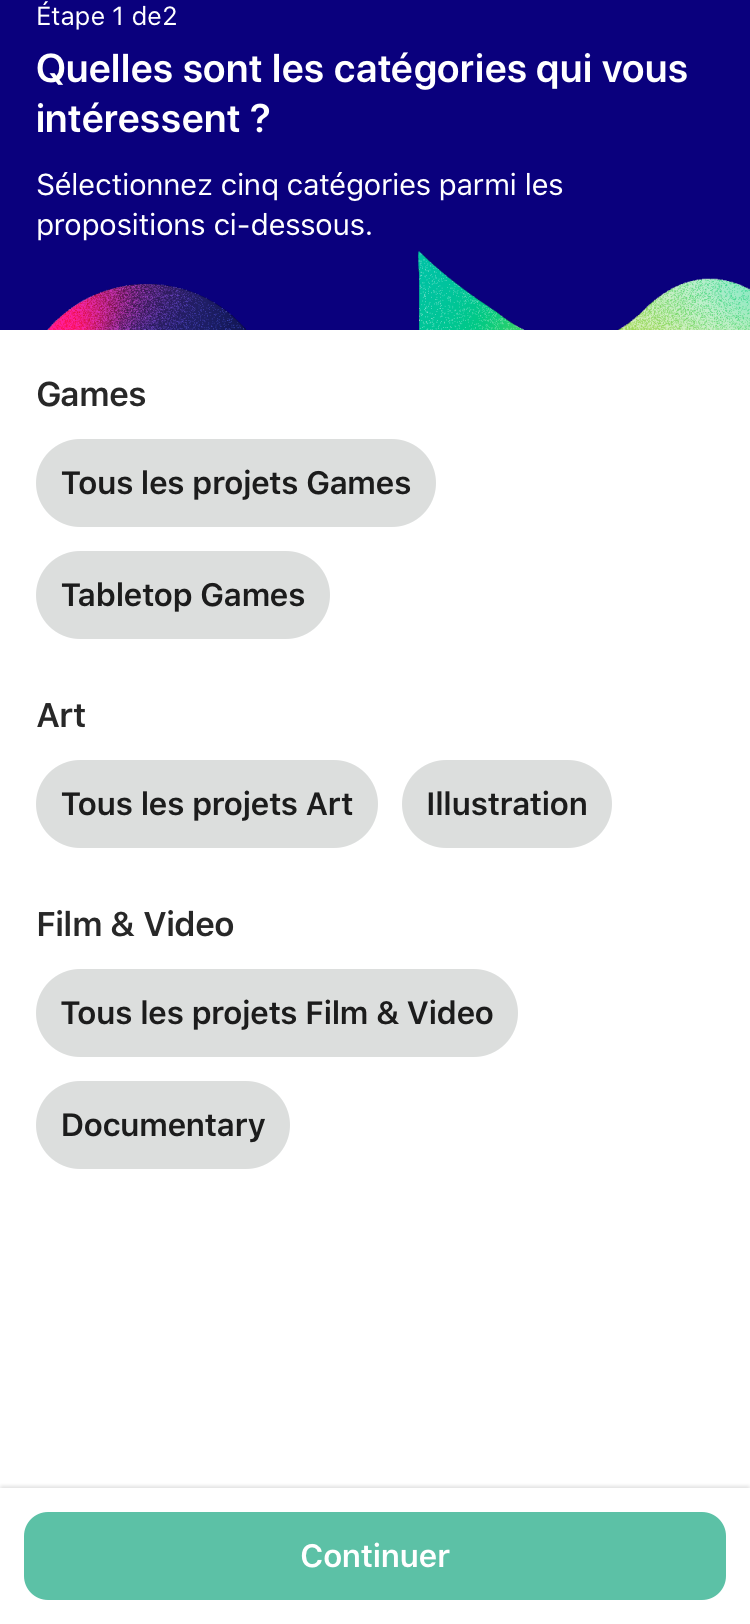 Étape 1 de2
Quelles sont les catégories qui vous
intéressent ?
Sélectionnez cinq catégories parmi les
propositions ci-dessous.
Games
Tous les projets Games
Tabletop Games
Art
Tous les projets Art
Illustration
Film & Video
Tous les projets Film & Video
Documentary
Continuer